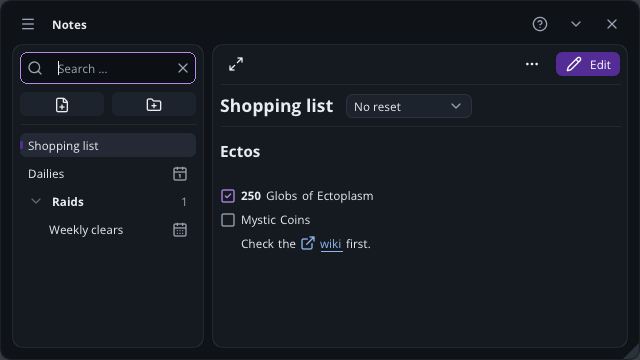 Notes
Search ...
Edit
Shopping list
No reset
Shopping list
Dailies
1
Raids
1
Weekly clears
Ectos
250 Globs of Ectoplasm
Mystic Coins
Check the wiki first.